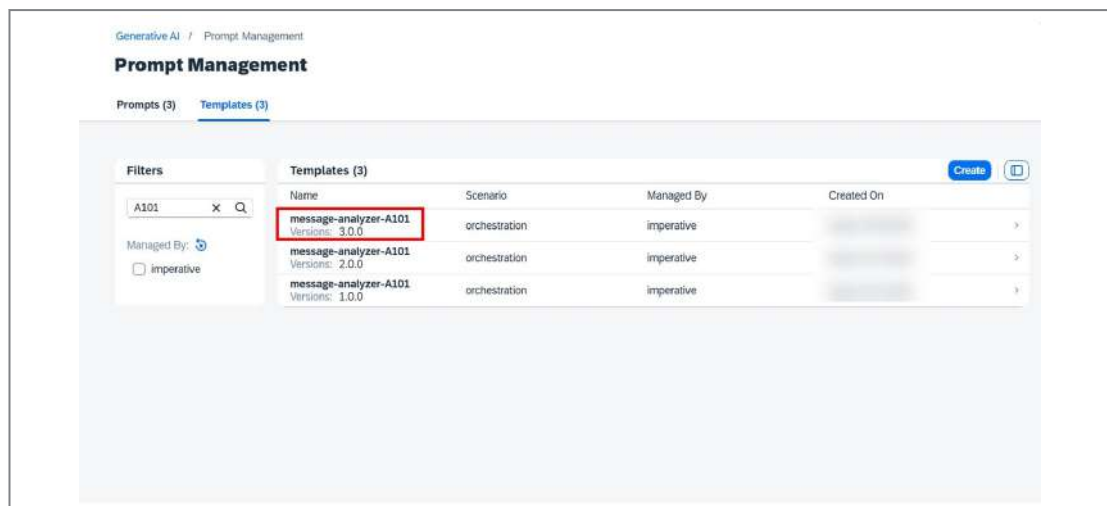 Generative AI / Prompt Management
Prompt Management
Prompts (3) Templates (3)
Filters
A101
Managed By:
imperative
Templates (3)
Create
Name Scenario Managed By Created On
message-analyzer-A101 orchestration imperative
Versions: 3.0.0
message-analyzer-A101 orchestration imperative
Versions: 2.0.0
message-analyzer-A101 orchestration imperative
Versions: 1.0.0